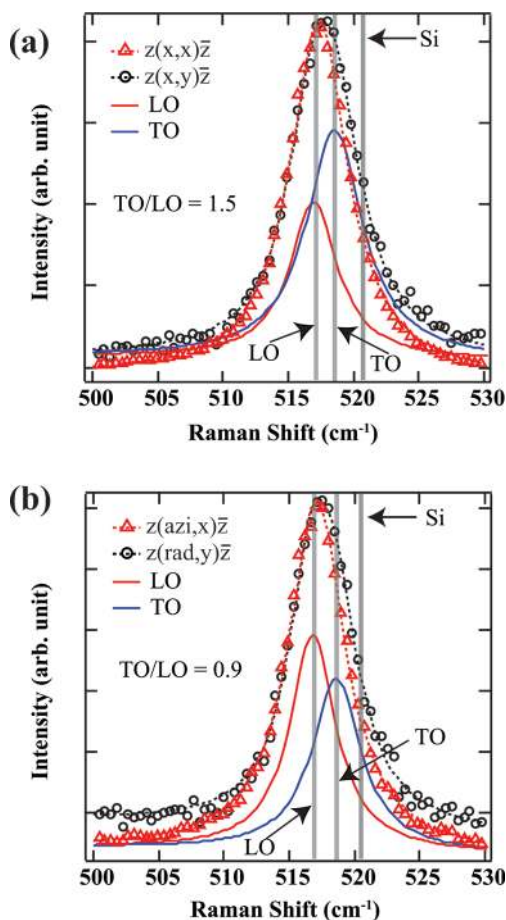 (a)
z(x,x)z̄
z(x,y)z̄
LO
TO
Si
TO/LO = 1.5
LO
TO
Intensity (arb. unit)
500 505 510 515 520 525 530
Raman Shift (cm⁻¹)
(b)
z(azi,x)z̄
z(rad,y)z̄
LO
TO
Si
TO/LO = 0.9
TO
LO
Intensity (arb. unit)
500 505 510 515 520 525 530
Raman Shift (cm⁻¹)